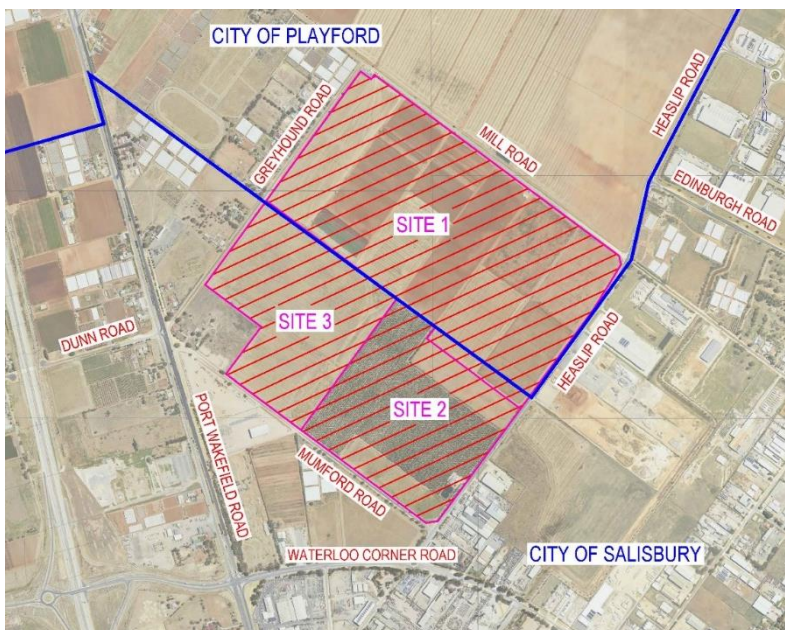 CITY OF PLAYFORD
HEASLIP ROAD
GREYHOUND ROAD
MILL ROAD
EDINBURGH ROAD
SITE 1
SITE 3
DUNN ROAD
HEASLIP ROAD
SITE 2
PORT WAKEFIELD ROAD
MUMFORD ROAD
WATERLOO CORNER ROAD
CITY OF SALISBURY